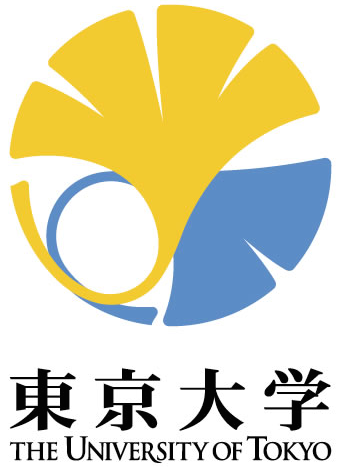 東京大学
THE UNIVERSITY OF TOKYO